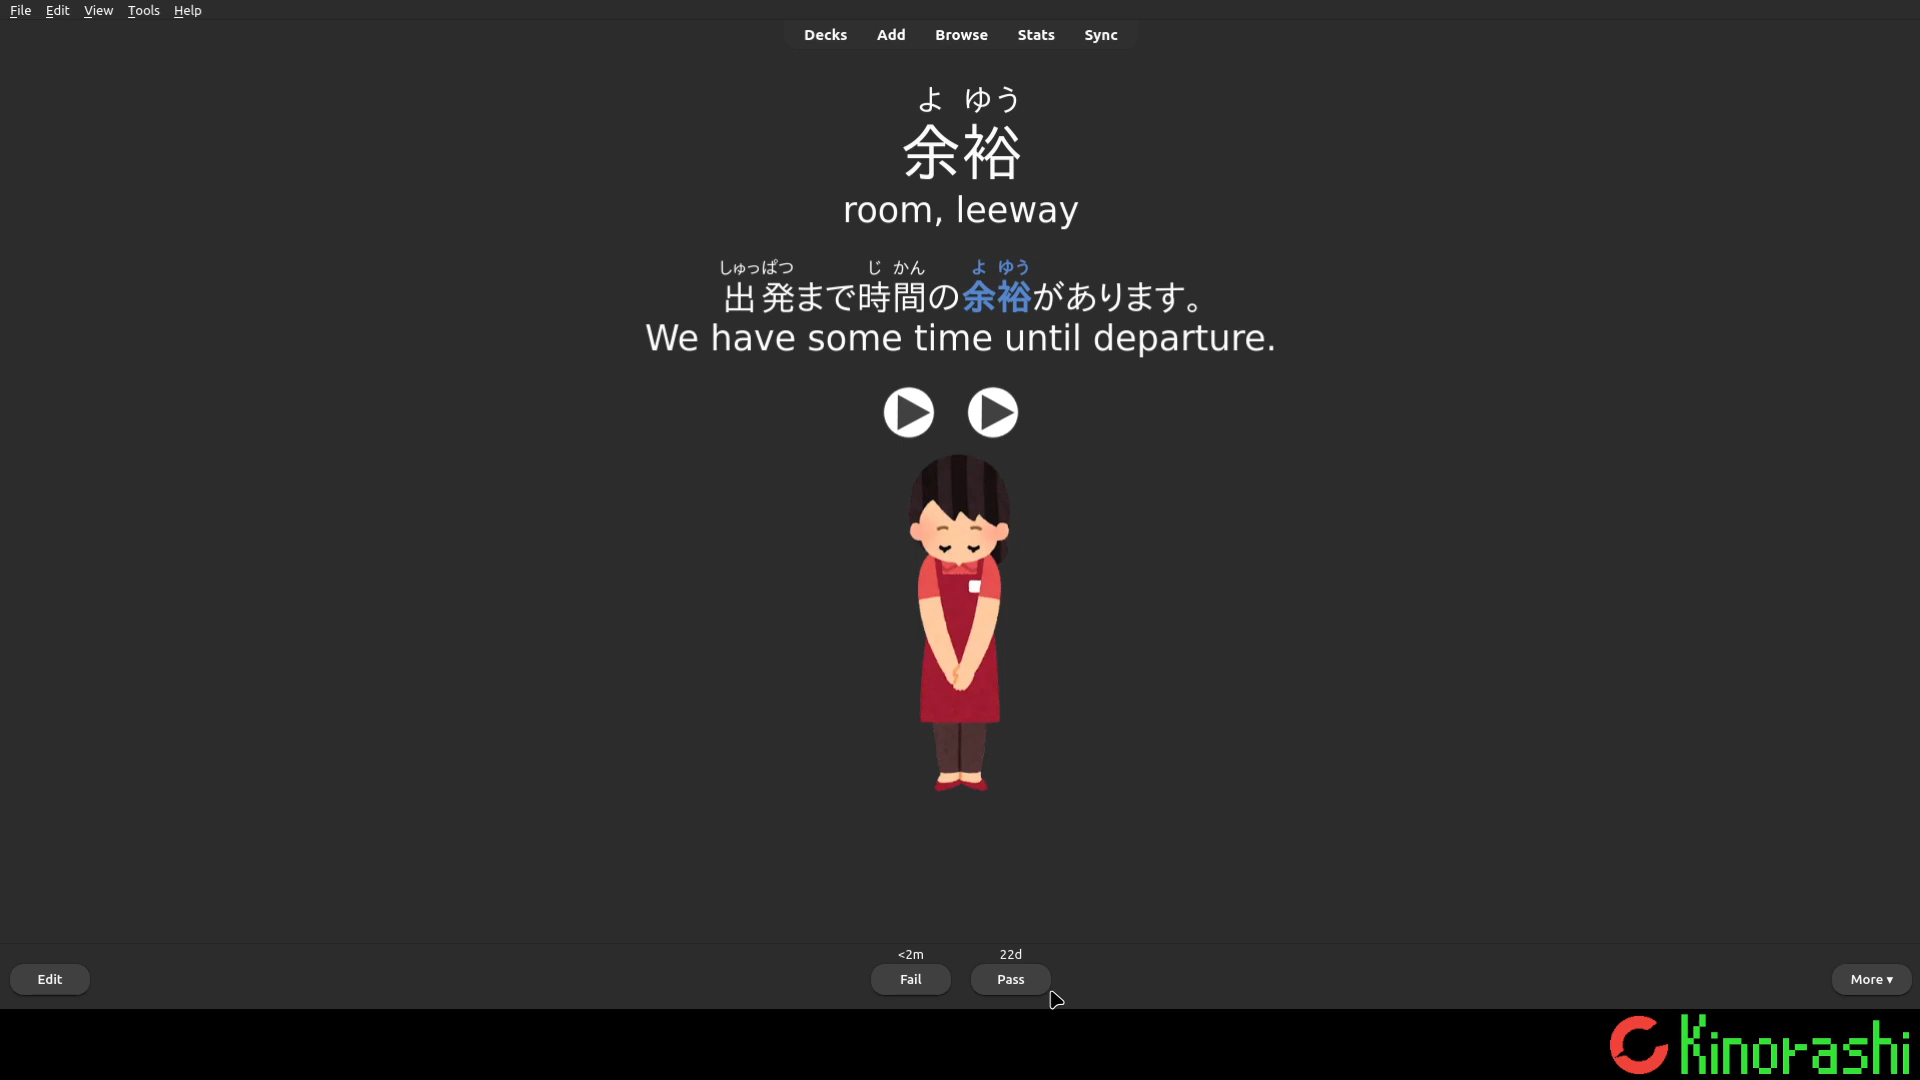 File Edit View Tools Help
Decks Add Browse Stats Sync
よ ゆう
余裕
room, leeway
しゅっぱつ じ かん よ ゆう
出発まで時間の余裕があります。
We have some time until departure.
<2m 22d
Edit Fail Pass More ▾
Kinorashi